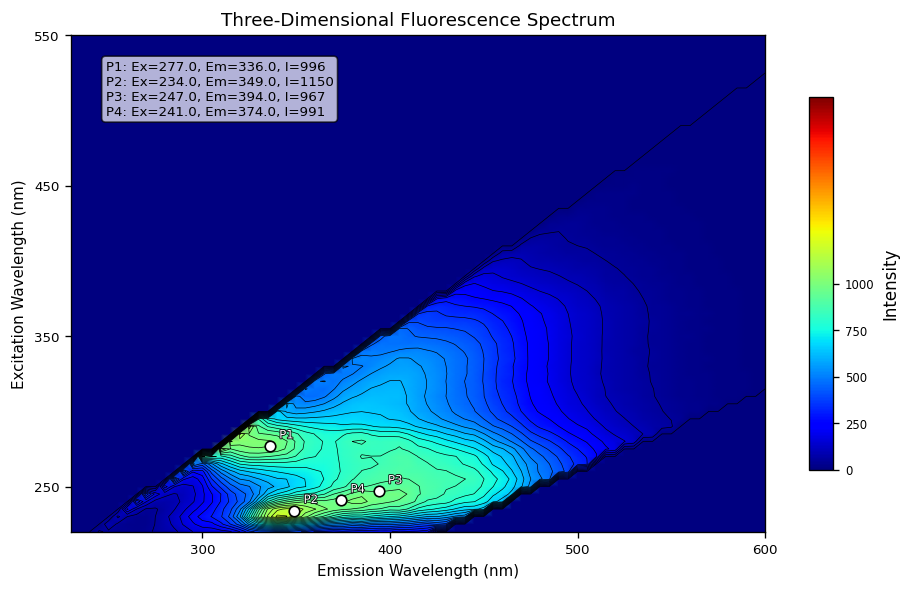 Three-Dimensional Fluorescence Spectrum
P1: Ex=277.0, Em=336.0, I=996
P2: Ex=234.0, Em=349.0, I=1150
P3: Ex=247.0, Em=394.0, I=967
P4: Ex=241.0, Em=374.0, I=991
Excitation Wavelength (nm)
550
450
350
250
P1
P3
P4
P2
300
400
500
600
Emission Wavelength (nm)
1000
750
500
250
0
Intensity